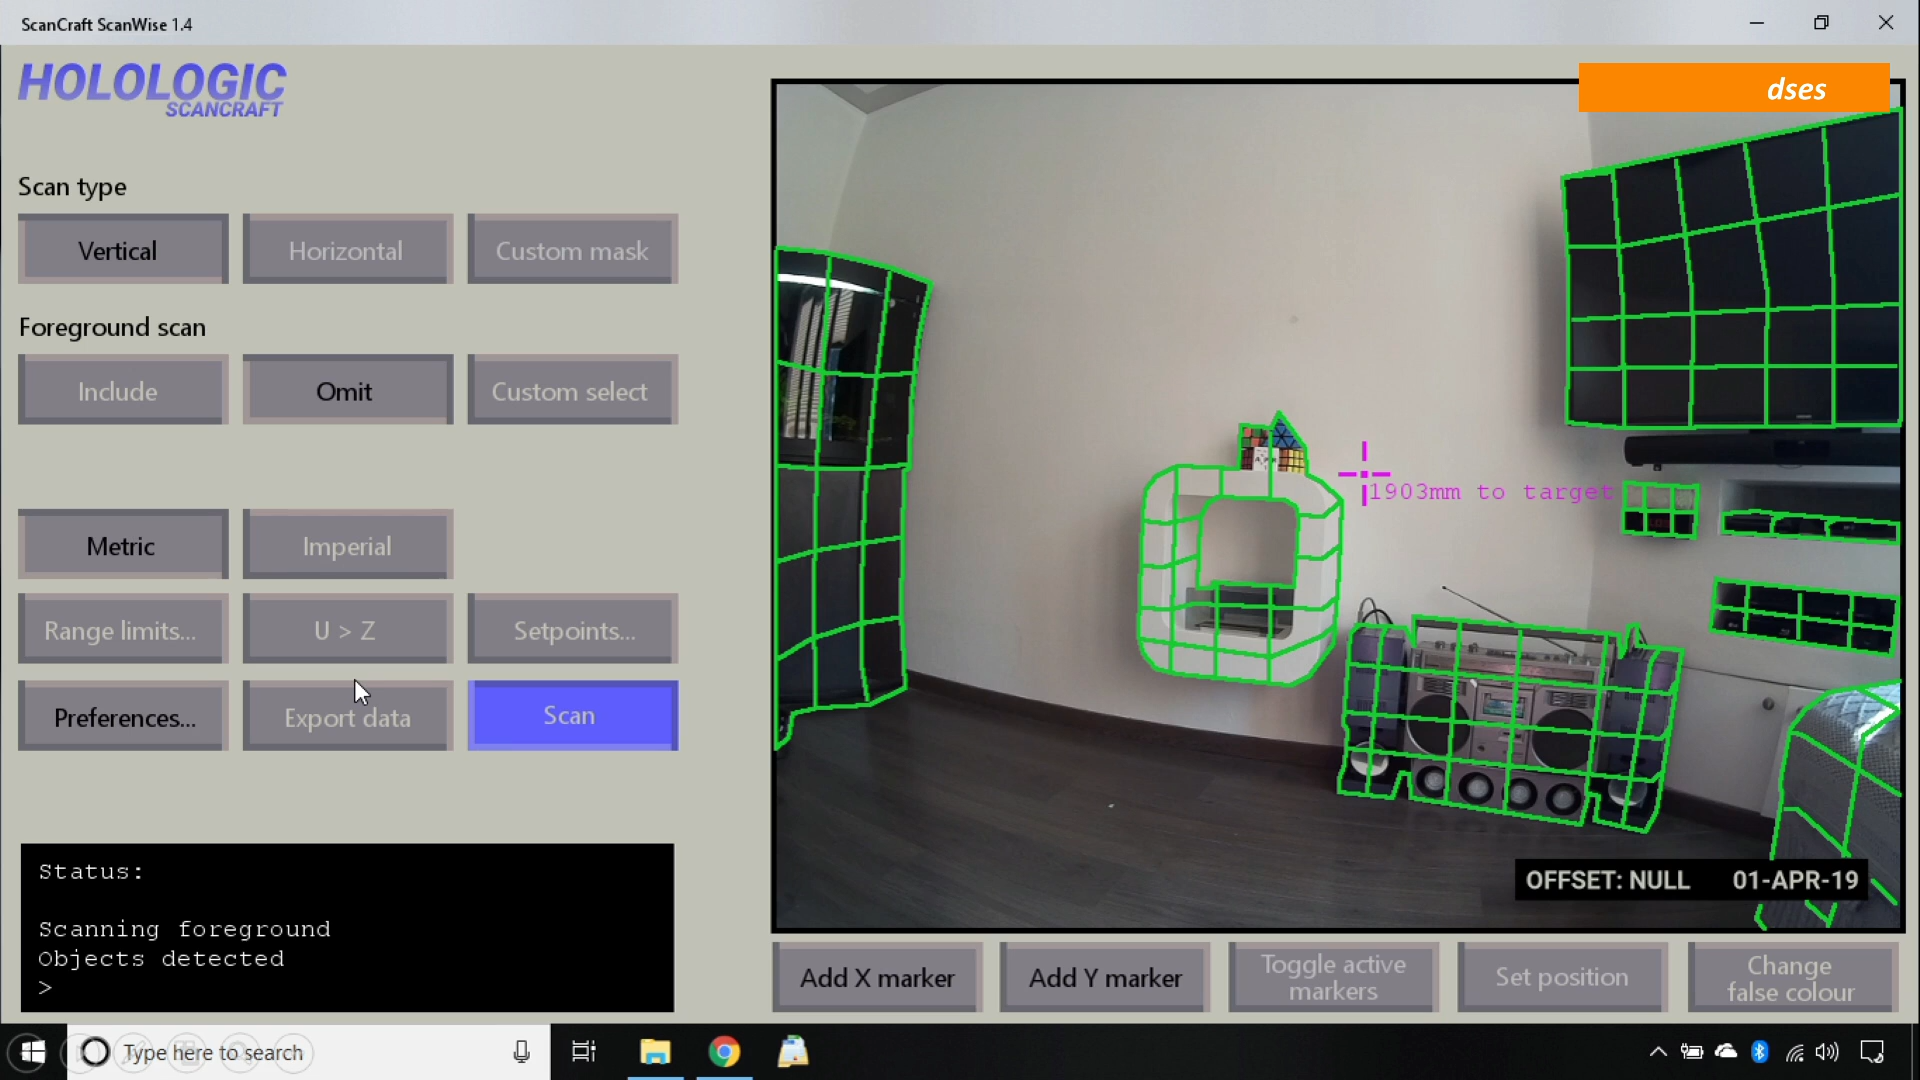 ScanCraft ScanWise 1.4
HOLOLOGIC
SCANCRAFT
dses
Scan type
Vertical
Horizontal
Custom mask
Foreground scan
Include
Omit
Custom select
Metric
Imperial
Range limits...
U > Z
Setpoints...
Preferences...
Export data
Scan
Status:
Scanning foreground
Objects detected
>
1903mm to target
OFFSET: NULL 01-APR-19
Add X marker
Add Y marker
Toggle active
markers
Set position
Change
false colour
Type here to search